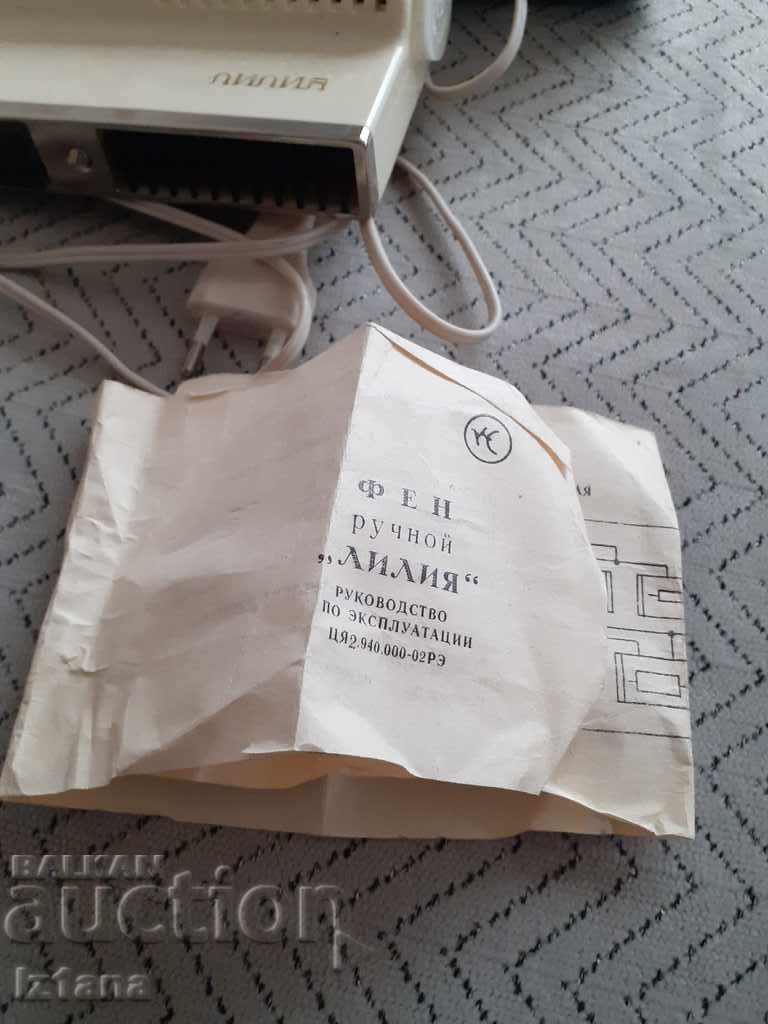 ЛИЛИЯ
ФЕН
ручной
„ЛИЛИЯ“
РУКОВОДСТВО
ПО ЭКСПЛУАТАЦИИ
ЦЯ2.940.000-02РЭ
BALKAN
auction
Iztana